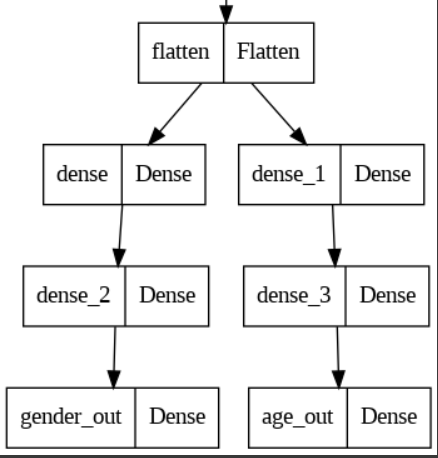 flatten Flatten
dense Dense
dense_1 Dense
dense_2 Dense
dense_3 Dense
gender_out Dense
age_out Dense